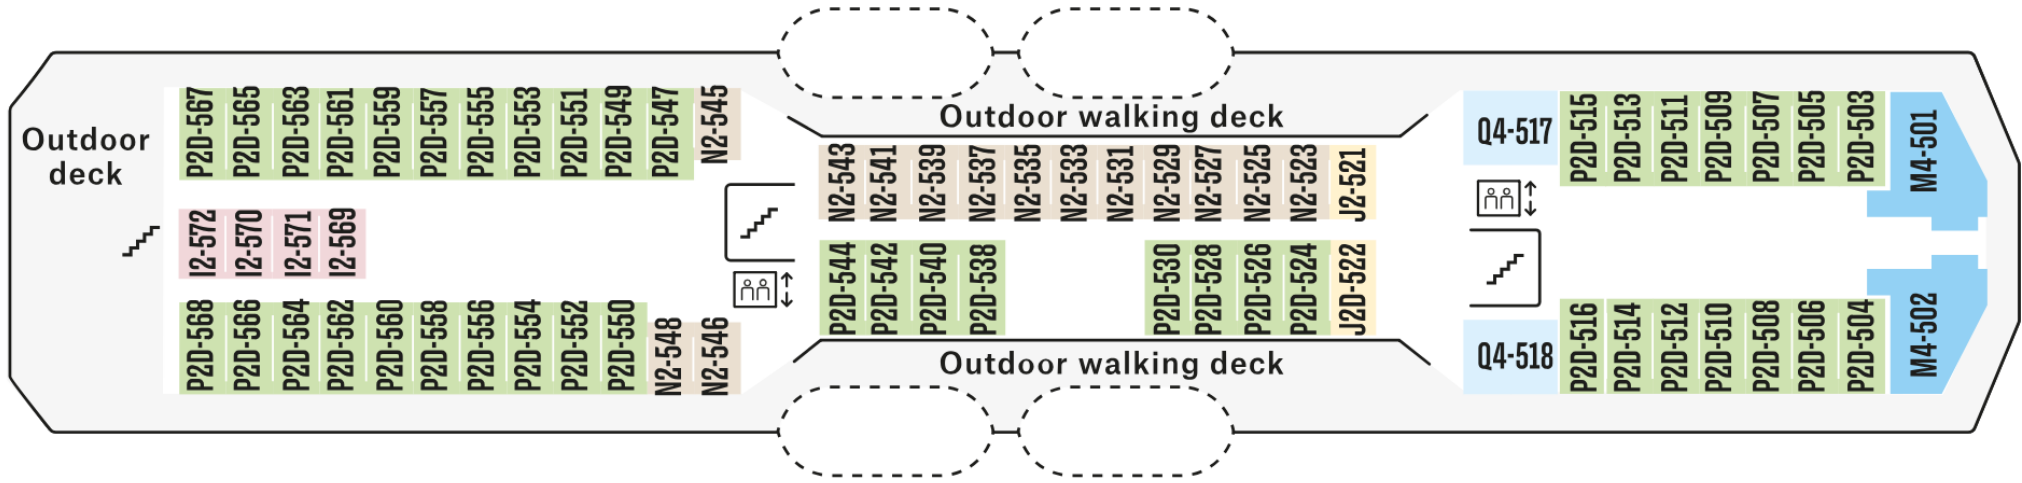 Outdoor
deck
P2D-567
P2D-565
P2D-563
P2D-561
P2D-559
P2D-557
P2D-555
P2D-553
P2D-551
P2D-549
P2D-547
N2-545
I2-572
I2-570
I2-571
I2-569
P2D-568
P2D-566
P2D-564
P2D-562
P2D-560
P2D-558
P2D-556
P2D-554
P2D-552
P2D-550
N2-548
N2-546
Outdoor walking deck
N2-543
N2-541
N2-539
N2-537
N2-535
N2-533
N2-531
N2-529
N2-527
N2-525
N2-523
J2-521
P2D-544
P2D-542
P2D-540
P2D-538
P2D-530
P2D-528
P2D-526
P2D-524
J2D-522
Outdoor walking deck
Q4-517
P2D-515
P2D-513
P2D-511
P2D-509
P2D-507
P2D-505
P2D-503
M4-501
Q4-518
P2D-516
P2D-514
P2D-512
P2D-510
P2D-508
P2D-506
P2D-504
M4-502